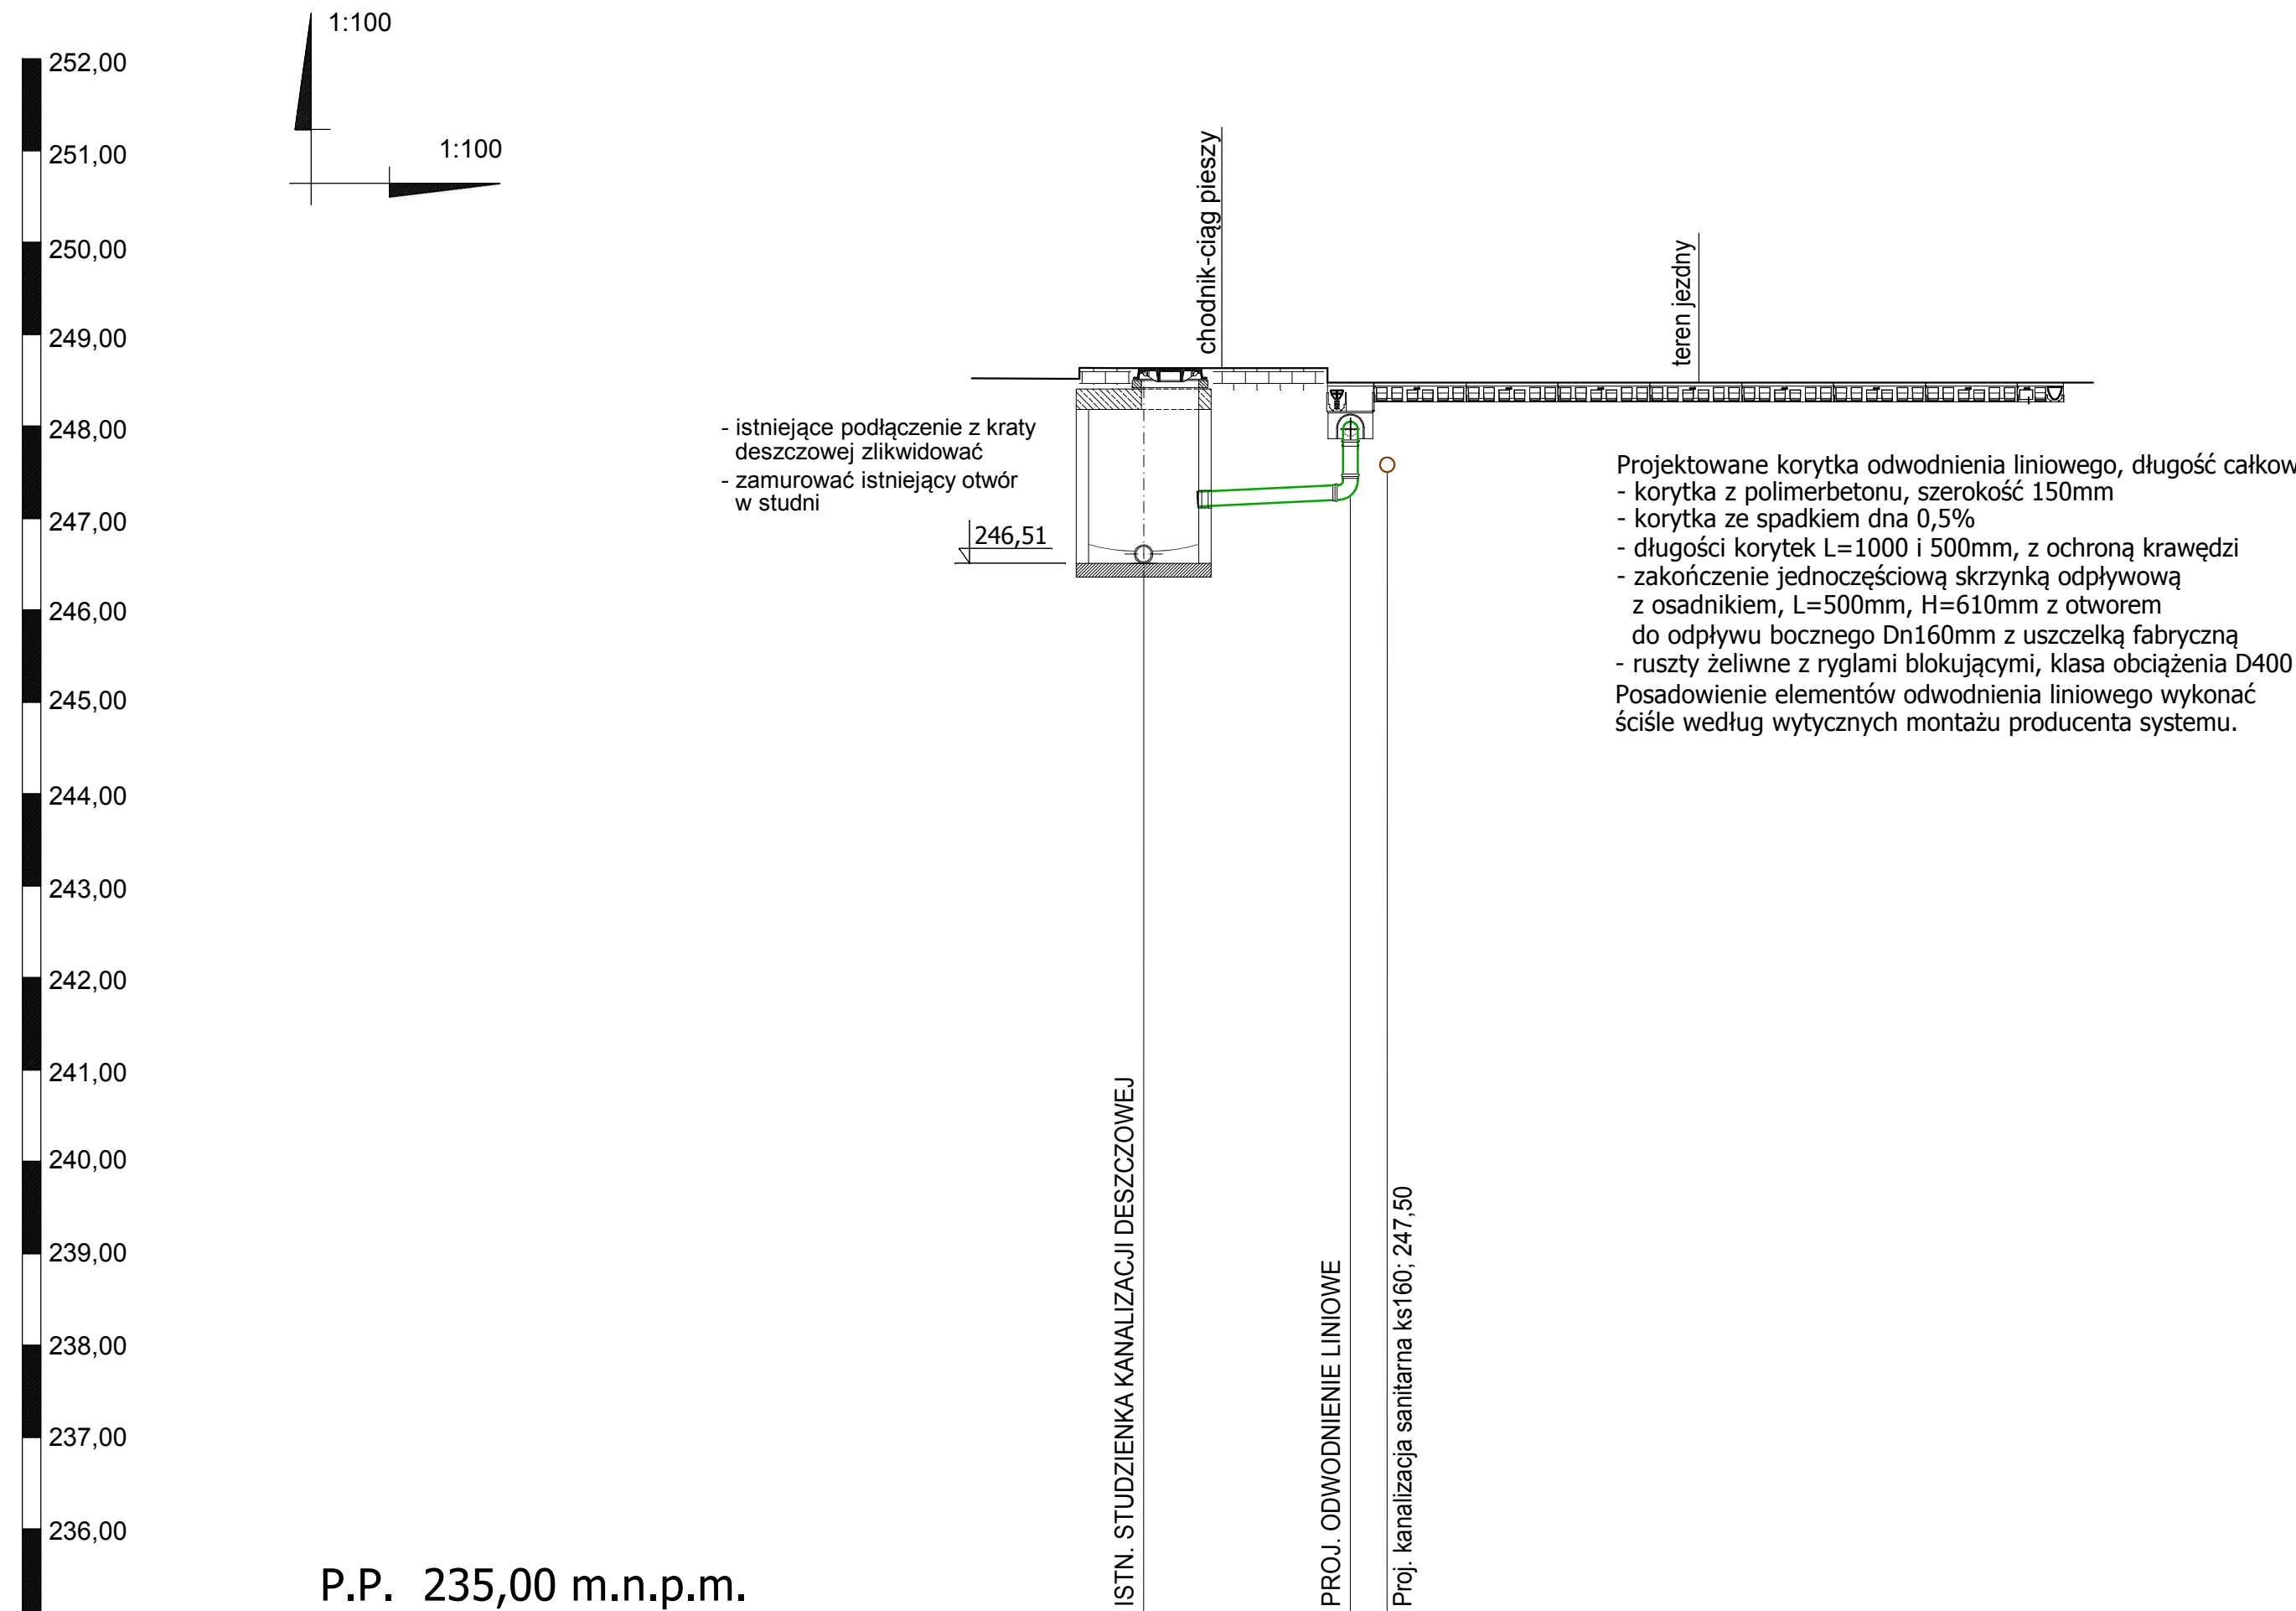 1:100
1:100
252,00
251,00
250,00
249,00
248,00
247,00
246,00
245,00
244,00
243,00
242,00
241,00
240,00
239,00
238,00
237,00
236,00
chodnik-ciąg pieszy
teren jezdny
- istniejące podłączenie z kraty
deszczowej zlikwidować
- zamurować istniejący otwór
w studni
246,51
Projektowane korytka odwodnienia liniowego, długość
- korytka z polimerbetonu, szerokość 150mm
- korytka ze spadkiem dna 0,5%
- długości korytek L=1000 i 500mm, z ochroną krawędzi
- zakończenie jednoczęściową skrzynką odpływową
z osadnikiem, L=500mm, H=610mm z otworem
do odpływu bocznego Dn160mm z uszczelką fabryczną
- ruszty żeliwne z ryglami blokującymi, klasa obciążenia D400
Posadowienie elementów odwodnienia liniowego wykonać
ściśle według wytycznych montażu producenta systemu.
ISTN. STUDZIENKA KANALIZACJI DESZCZOWEJ
PROJ. ODWODNIENIE LINIOWE
Proj. kanalizacja sanitarna ks160; 247,50
P.P. 235,00 m.n.p.m.